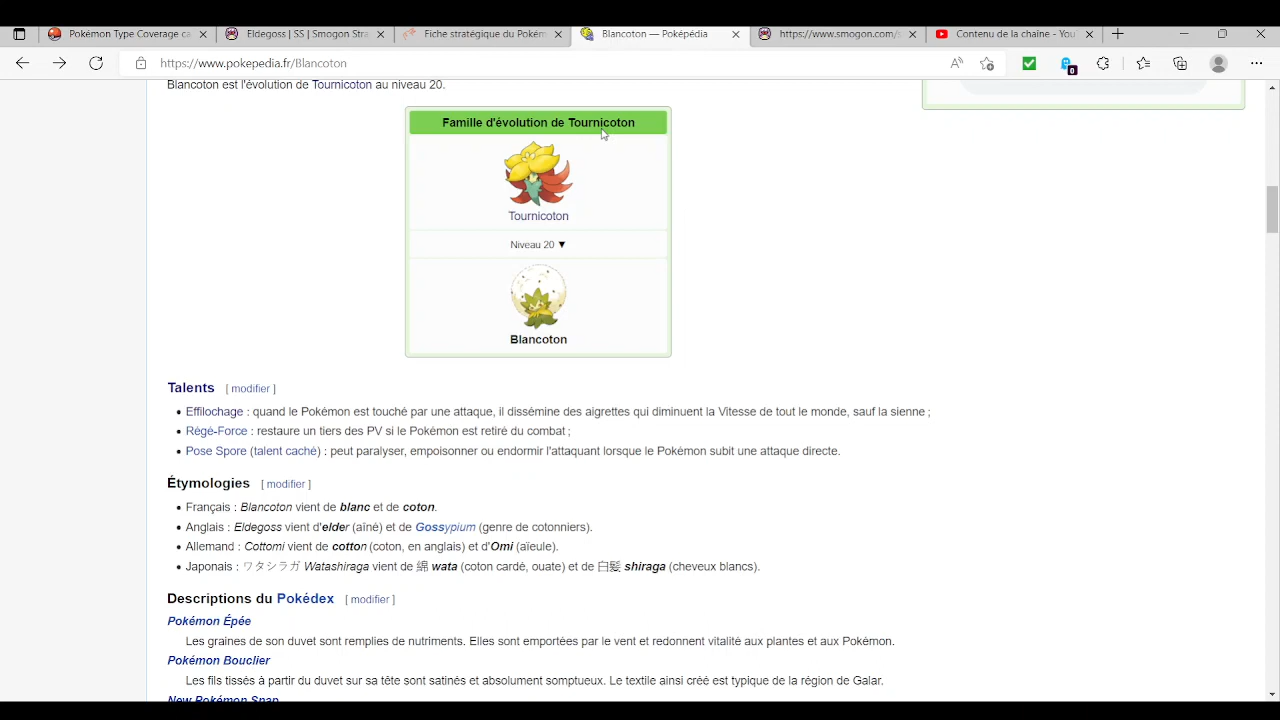 Pokémon Type Coverage ca
Eldegoss | SS | Smogon Stra
Fiche stratégique du Pokém
Blancoton — Poképédia
https://www.smogon.com/s
Contenu de la chaîne - You
https://www.pokepedia.fr/Blancoton
0
Blancoton est l'évolution de Tournicoton au niveau 20.
Famille d'évolution de Tournicoton
Tournicoton
Niveau 20 ▼
Blancoton
Talents [ modifier ]
• Effilochage : quand le Pokémon est touché par une attaque, il dissémine des aigrettes qui diminuent la Vitesse de tout le monde, sauf la sienne ;
• Régé-Force : restaure un tiers des PV si le Pokémon est retiré du combat ;
• Pose Spore (talent caché) : peut paralyser, empoisonner ou endormir l'attaquant lorsque le Pokémon subit une attaque directe.
Étymologies [ modifier ]
• Français : Blancoton vient de blanc et de coton.
• Anglais : Eldegoss vient d'elder (aîné) et de Gossypium (genre de cotonniers).
• Allemand : Cottomi vient de cotton (coton, en anglais) et d'Omi (aïeule).
• Japonais : ワタシラガ Watashiraga vient de 綿 wata (coton cardé, ouate) et de 白髪 shiraga (cheveux blancs).
Descriptions du Pokédex [ modifier ]
Pokémon Épée
Les graines de son duvet sont remplies de nutriments. Elles sont emportées par le vent et redonnent vitalité aux plantes et aux Pokémon.
Pokémon Bouclier
Les fils tissés à partir du duvet sur sa tête sont satinés et absolument somptueux. Le textile ainsi créé est typique de la région de Galar.
New Pokémon Snap